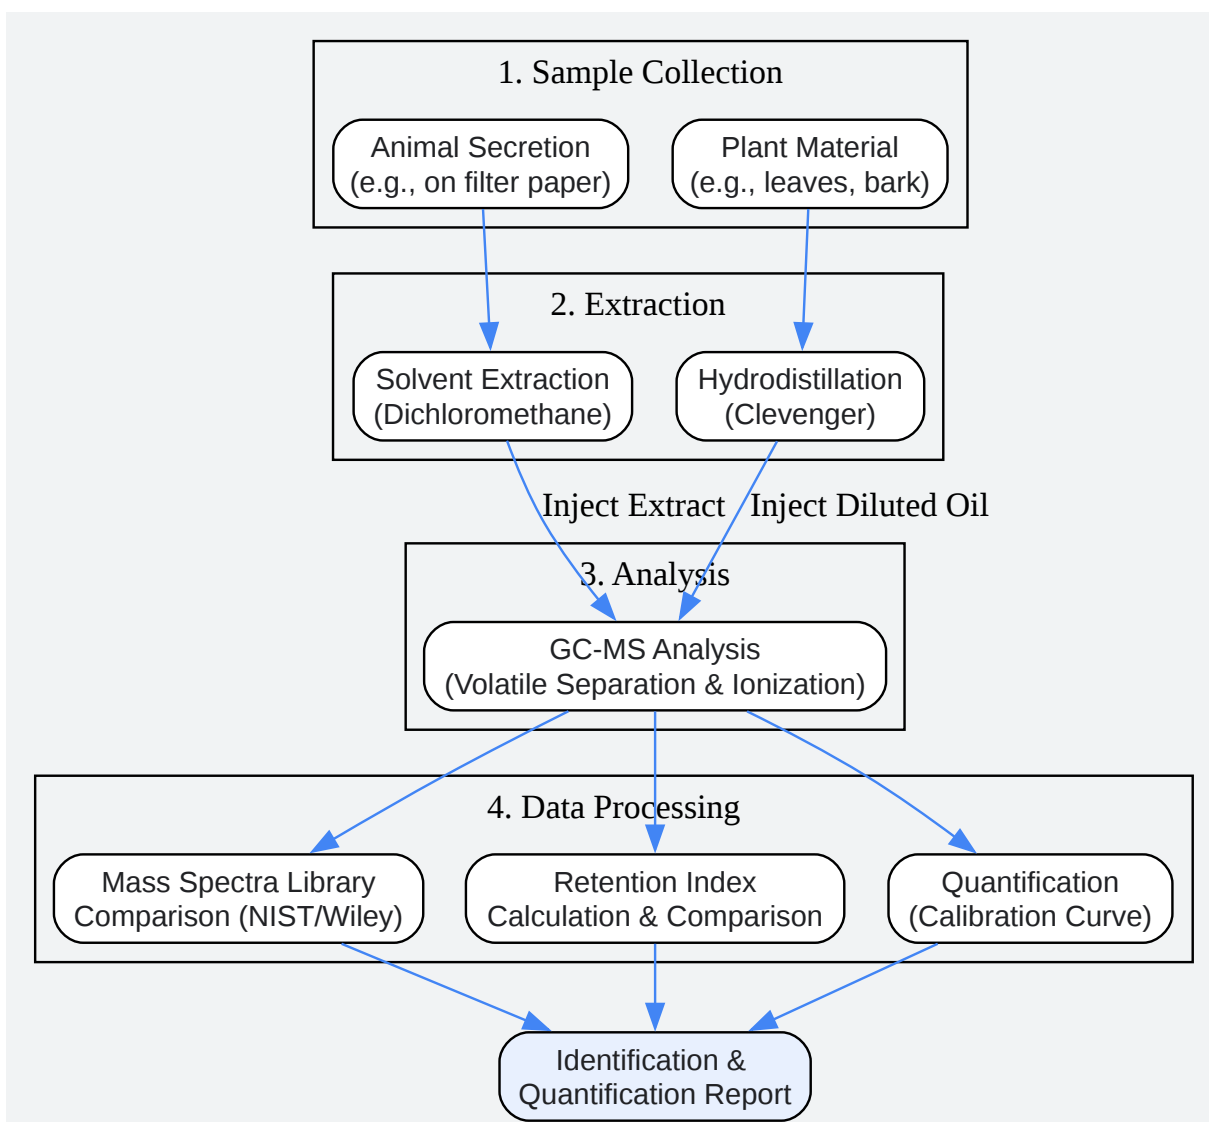 1. Sample Collection
Animal Secretion
(e.g., on filter paper)
Plant Material
(e.g., leaves, bark)
2. Extraction
Solvent Extraction
(Dichloromethane)
Hydrodistillation
(Clevenger)
Inject Extract
Inject Diluted Oil
3. Analysis
GC-MS Analysis
(Volatile Separation & Ionization)
4. Data Processing
Mass Spectra Library
Comparison (NIST/Wiley)
Retention Index
Calculation & Comparison
Quantification
(Calibration Curve)
Identification &
Quantification Report